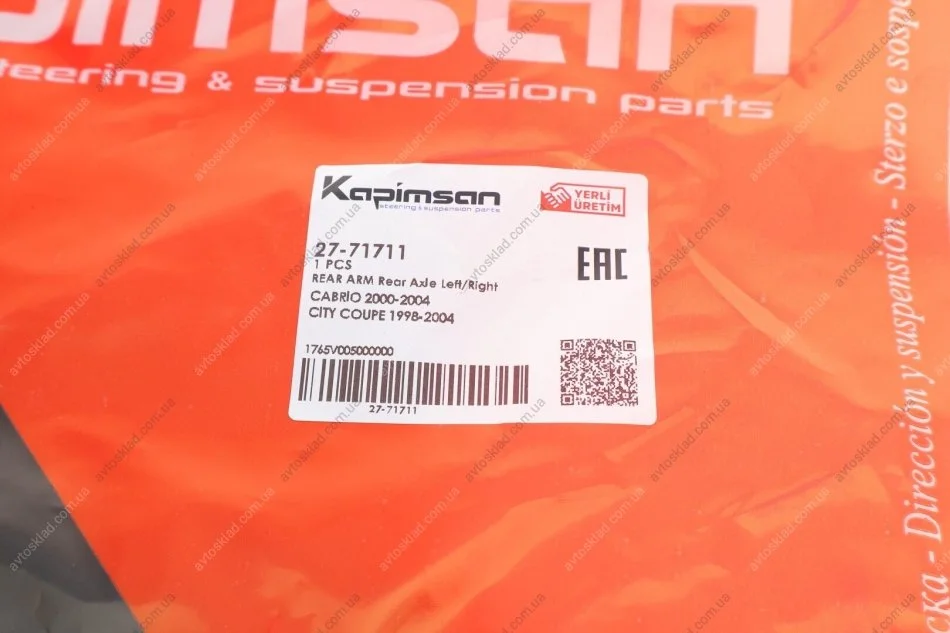 apimsan
steering & suspension parts
Kapimsan
steering & suspension parts
YERLİ
ÜRETİM
27-71711
1 PCS
REAR ARM Rear Axle Left/Right
CABRIO 2000-2004
CITY COUPE 1998-2004
EAC
1765V005000000
27-71711
- Dirección y suspensión - Sterzo e
avtosklad.com.ua